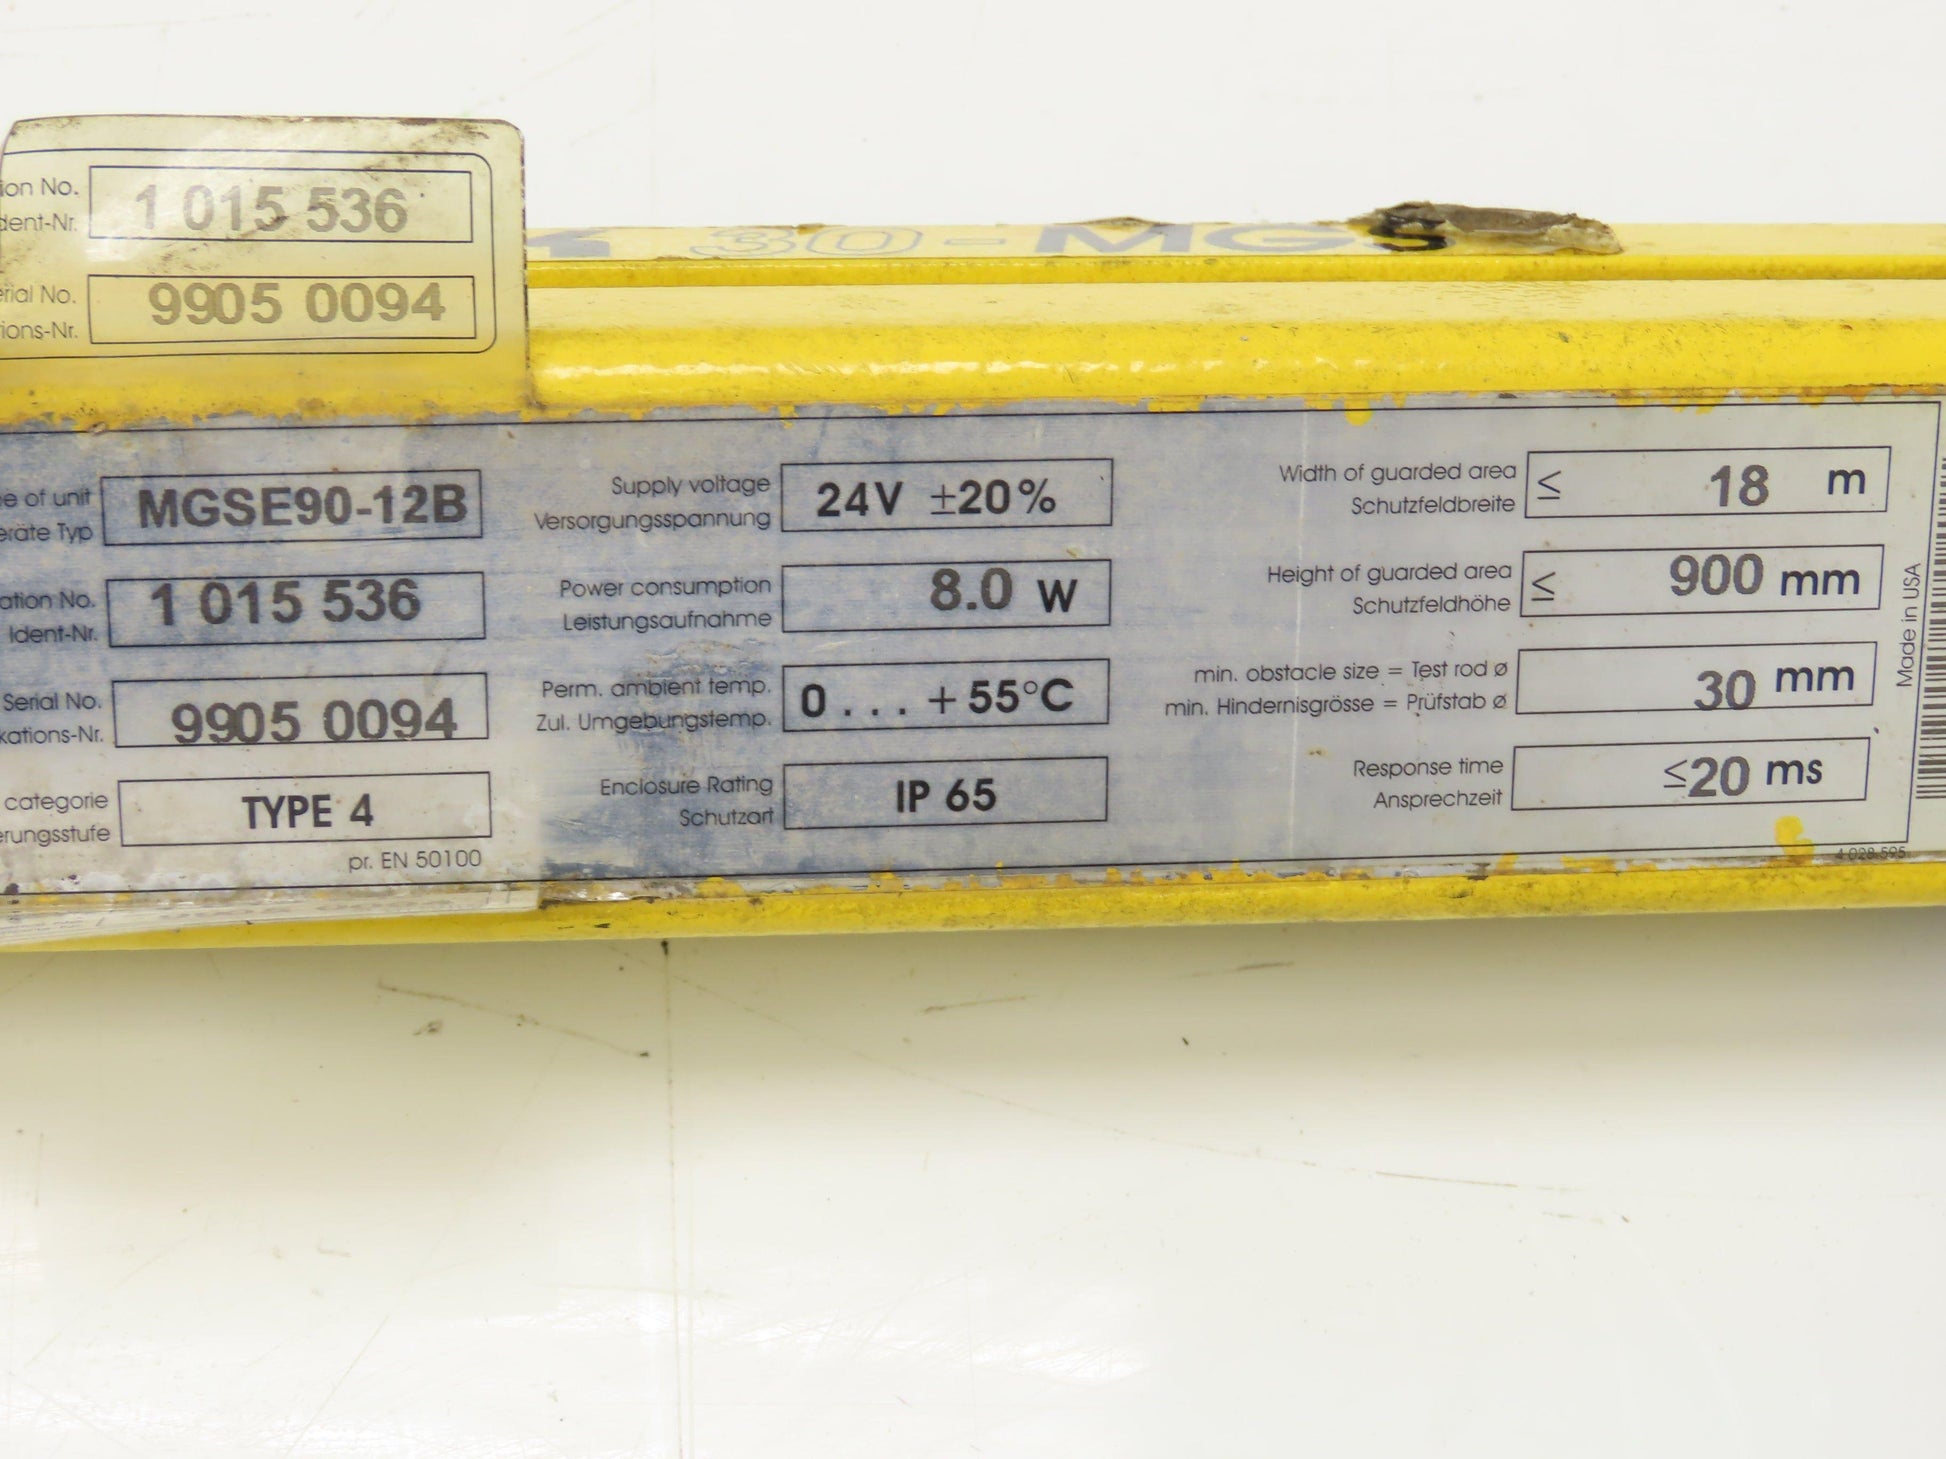 ion No.
dent-Nr.
1 015 536
rial No.
ions-Nr.
9905 0094
30-MGS
e of unit
eräte Typ
MGSE90-12B
ation No.
Ident-Nr.
1 015 536
Serial No.
kations-Nr.
9905 0094
categorie
erungsstufe
TYPE 4
pr. EN 50100
Supply voltage
Versorgungsspannung
24V ±20%
Power consumption
Leistungsaufnahme
8.0 W
Perm. ambient temp.
Zul. Umgebungstemp.
0 . . . +55°C
Enclosure Rating
Schutzart
IP 65
Width of guarded area
Schutzfeldbreite
≤ 18 m
Height of guarded area
Schutzfeldhöhe
≤ 900 mm
min. obstacle size = Test rod ø
min. Hindernisgrösse = Prüfstab ø
30 mm
Response time
Ansprechzeit
≤20 ms
Made in USA
4 028 595